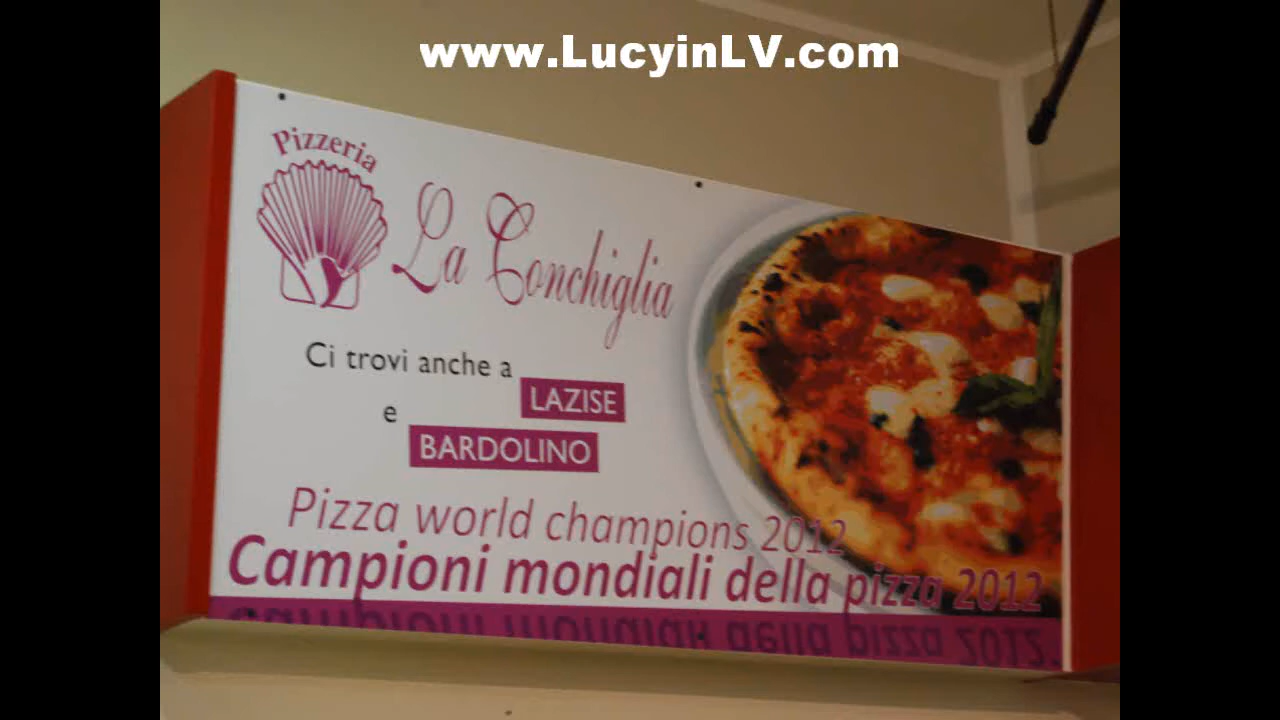 www.LucyinLV.com
Pizzeria
La Conchiglia
Ci trovi anche a
LAZISE
e
BARDOLINO
Pizza world champions 2012
Campioni mondiali della pizza 2012